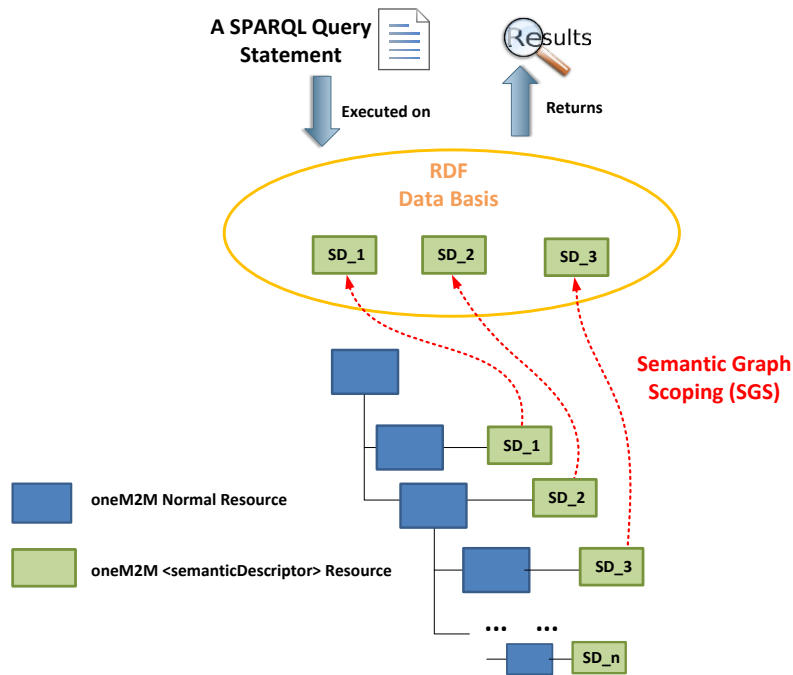 A SPARQL Query
Statement
Results
Executed on
Returns
RDF
Data Basis
SD_1
SD_2
SD_3
Semantic Graph
Scoping (SGS)
SD_1
SD_2
oneM2M Normal Resource
SD_3
oneM2M <semanticDescriptor> Resource
... ...
SD_n